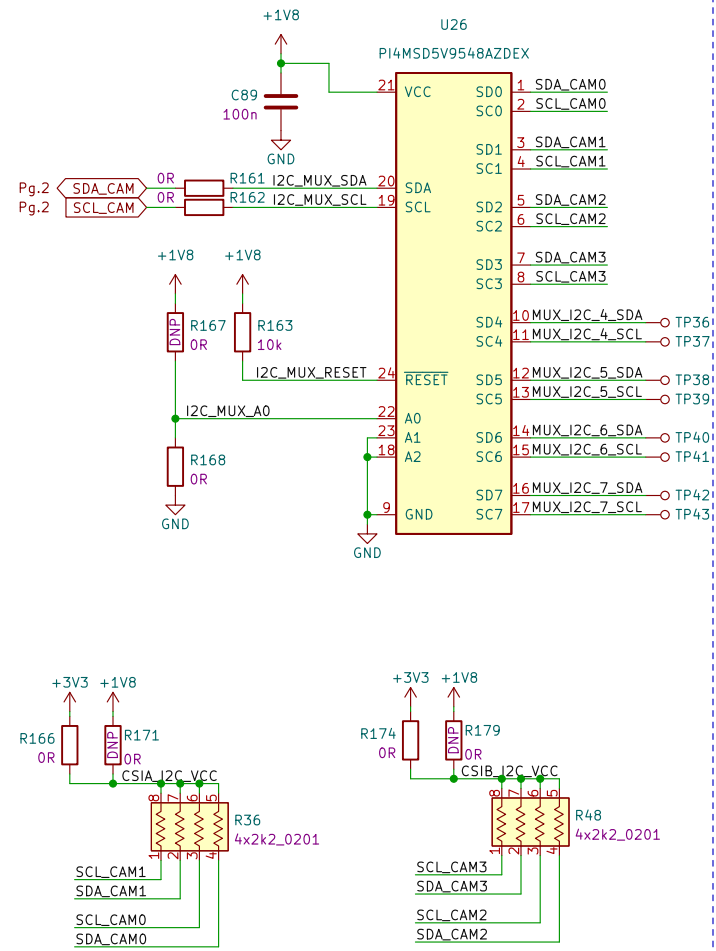 +1V8
U26
PI4MSD5V9548AZDEX
C89
100n
GND
21 VCC
SD0 1 SDA_CAM0
SC0 2 SCL_CAM0
SD1 3 SDA_CAM1
SC1 4 SCL_CAM1
Pg.2 SDA_CAM 0R R161 I2C_MUX_SDA 20 SDA
Pg.2 SCL_CAM 0R R162 I2C_MUX_SCL 19 SCL
SD2 5 SDA_CAM2
SC2 6 SCL_CAM2
+1V8 +1V8
SD3 7 SDA_CAM3
SC3 8 SCL_CAM3
R167 DNP 0R
R163 10k
SD4 10 MUX_I2C_4_SDA TP36
SC4 11 MUX_I2C_4_SCL TP37
I2C_MUX_RESET 24 RESET
SD5 12 MUX_I2C_5_SDA TP38
SC5 13 MUX_I2C_5_SCL TP39
I2C_MUX_A0 22 A0
23 A1
18 A2
SD6 14 MUX_I2C_6_SDA TP40
SC6 15 MUX_I2C_6_SCL TP41
R168
0R
GND
SD7 16 MUX_I2C_7_SDA TP42
SC7 17 MUX_I2C_7_SCL TP43
9 GND
GND
+3V3 +1V8
R166 0R
R171 DNP 0R
CSIA_I2C_VCC
8 7 6 5
R36
4x2k2_0201
1 2 3 4
SCL_CAM1
SDA_CAM1
SCL_CAM0
SDA_CAM0
+3V3 +1V8
R174 0R
R179 DNP 0R
CSIB_I2C_VCC
8 7 6 5
R48
4x2k2_0201
1 2 3 4
SCL_CAM3
SDA_CAM3
SCL_CAM2
SDA_CAM2